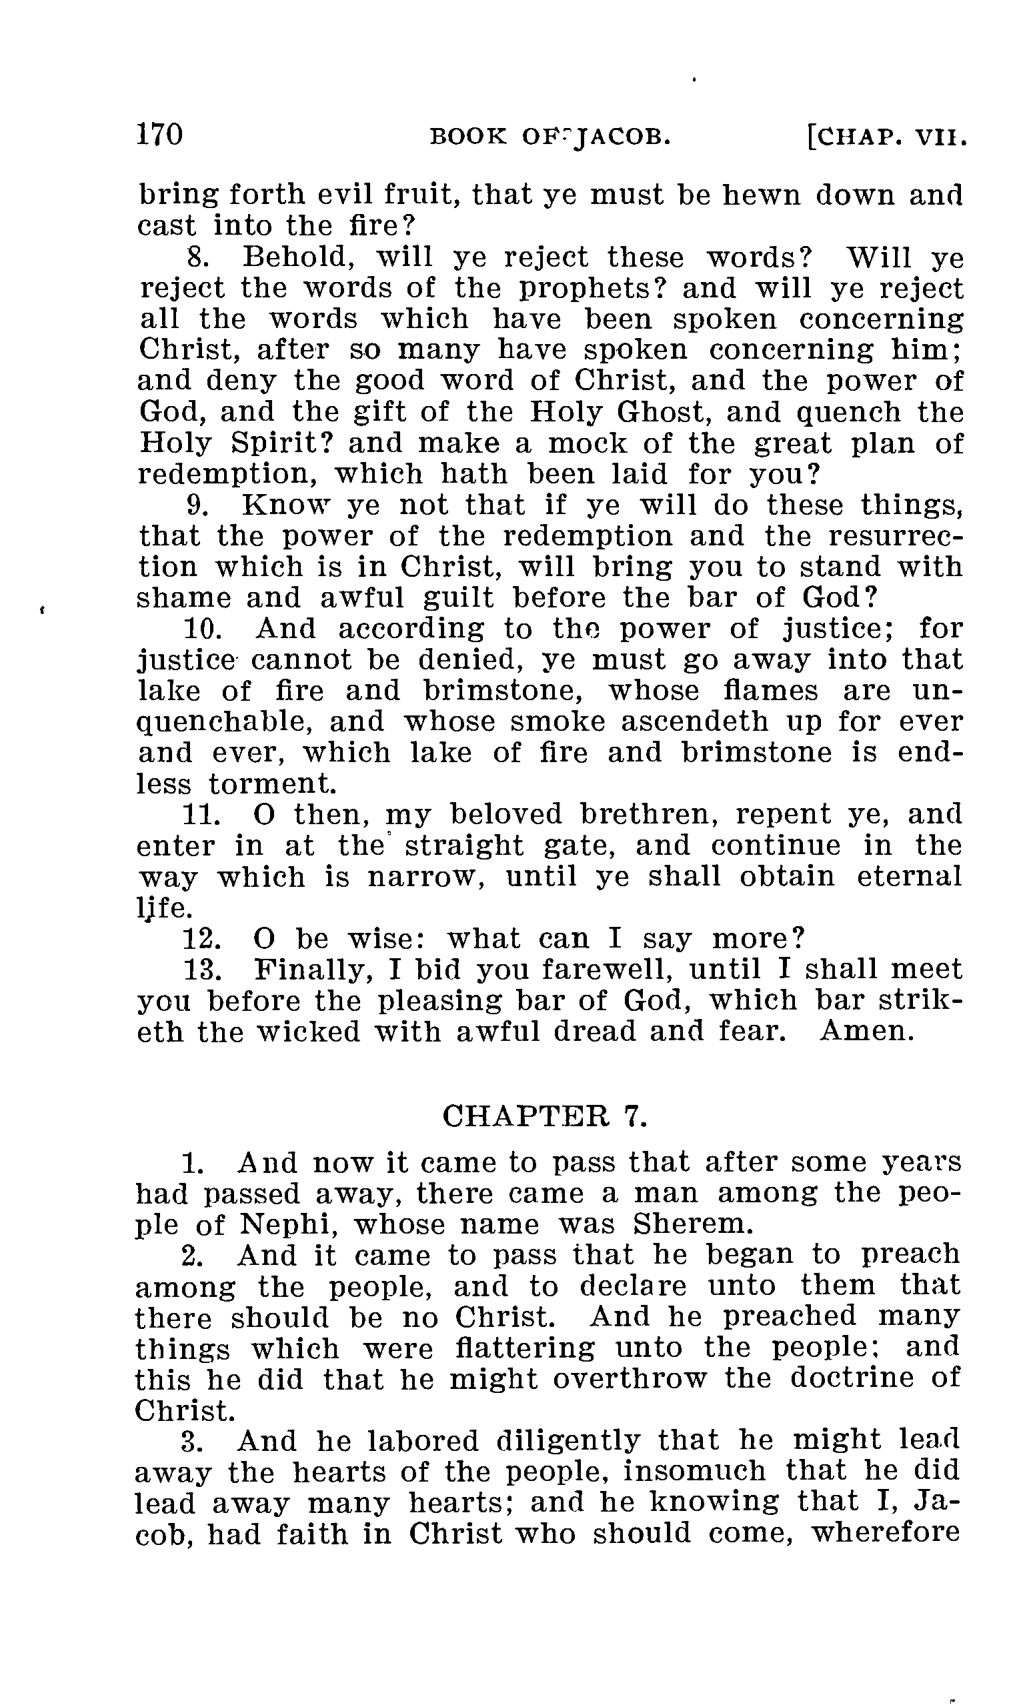 170 BOOK OF JACOB. [CHAP. VII.
bring forth evil fruit, that ye must be hewn down and
cast into the fire?
8. Behold, will ye reject these words? Will ye
reject the words of the prophets? and will ye reject
all the words which have been spoken concerning
Christ, after so many have spoken concerning him;
and deny the good word of Christ, and the power of
God, and the gift of the Holy Ghost, and quench the
Holy Spirit? and make a mock of the great plan of
redemption, which hath been laid for you?
9. Know ye not that if ye will do these things,
that the power of the redemption and the resurrec-
tion which is in Christ, will bring you to stand with
shame and awful guilt before the bar of God?
10. And according to the power of justice; for
justice cannot be denied, ye must go away into that
lake of fire and brimstone, whose flames are un-
quenchable, and whose smoke ascendeth up for ever
and ever, which lake of fire and brimstone is end-
less torment.
11. O then, my beloved brethren, repent ye, and
enter in at the straight gate, and continue in the
way which is narrow, until ye shall obtain eternal
life.
12. O be wise: what can I say more?
13. Finally, I bid you farewell, until I shall meet
you before the pleasing bar of God, which bar strik-
eth the wicked with awful dread and fear. Amen.
CHAPTER 7.
1. And now it came to pass that after some years
had passed away, there came a man among the peo-
ple of Nephi, whose name was Sherem.
2. And it came to pass that he began to preach
among the people, and to declare unto them that
there should be no Christ. And he preached many
things which were flattering unto the people; and
this he did that he might overthrow the doctrine of
Christ.
3. And he labored diligently that he might lead
away the hearts of the people, insomuch that he did
lead away many hearts; and he knowing that I, Ja-
cob, had faith in Christ who should come, wherefore